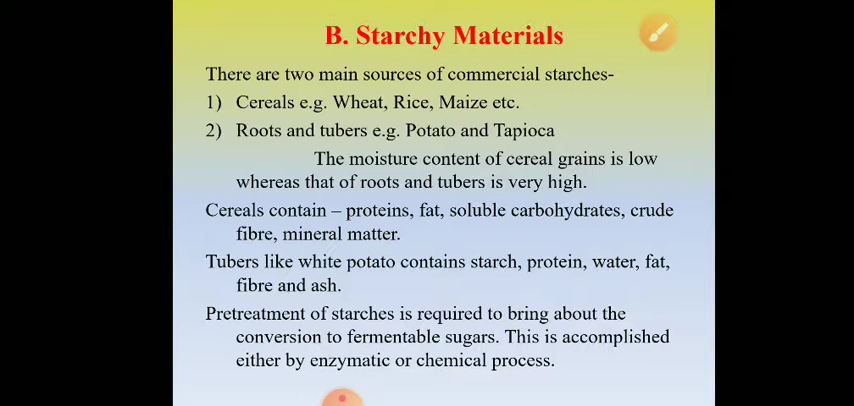 B. Starchy Materials
There are two main sources of commercial starches-
1) Cereals e.g. Wheat, Rice, Maize etc.
2) Roots and tubers e.g. Potato and Tapioca
The moisture content of cereal grains is low
whereas that of roots and tubers is very high.
Cereals contain – proteins, fat, soluble carbohydrates, crude
fibre, mineral matter.
Tubers like white potato contains starch, protein, water, fat,
fibre and ash.
Pretreatment of starches is required to bring about the
conversion to fermentable sugars. This is accomplished
either by enzymatic or chemical process.